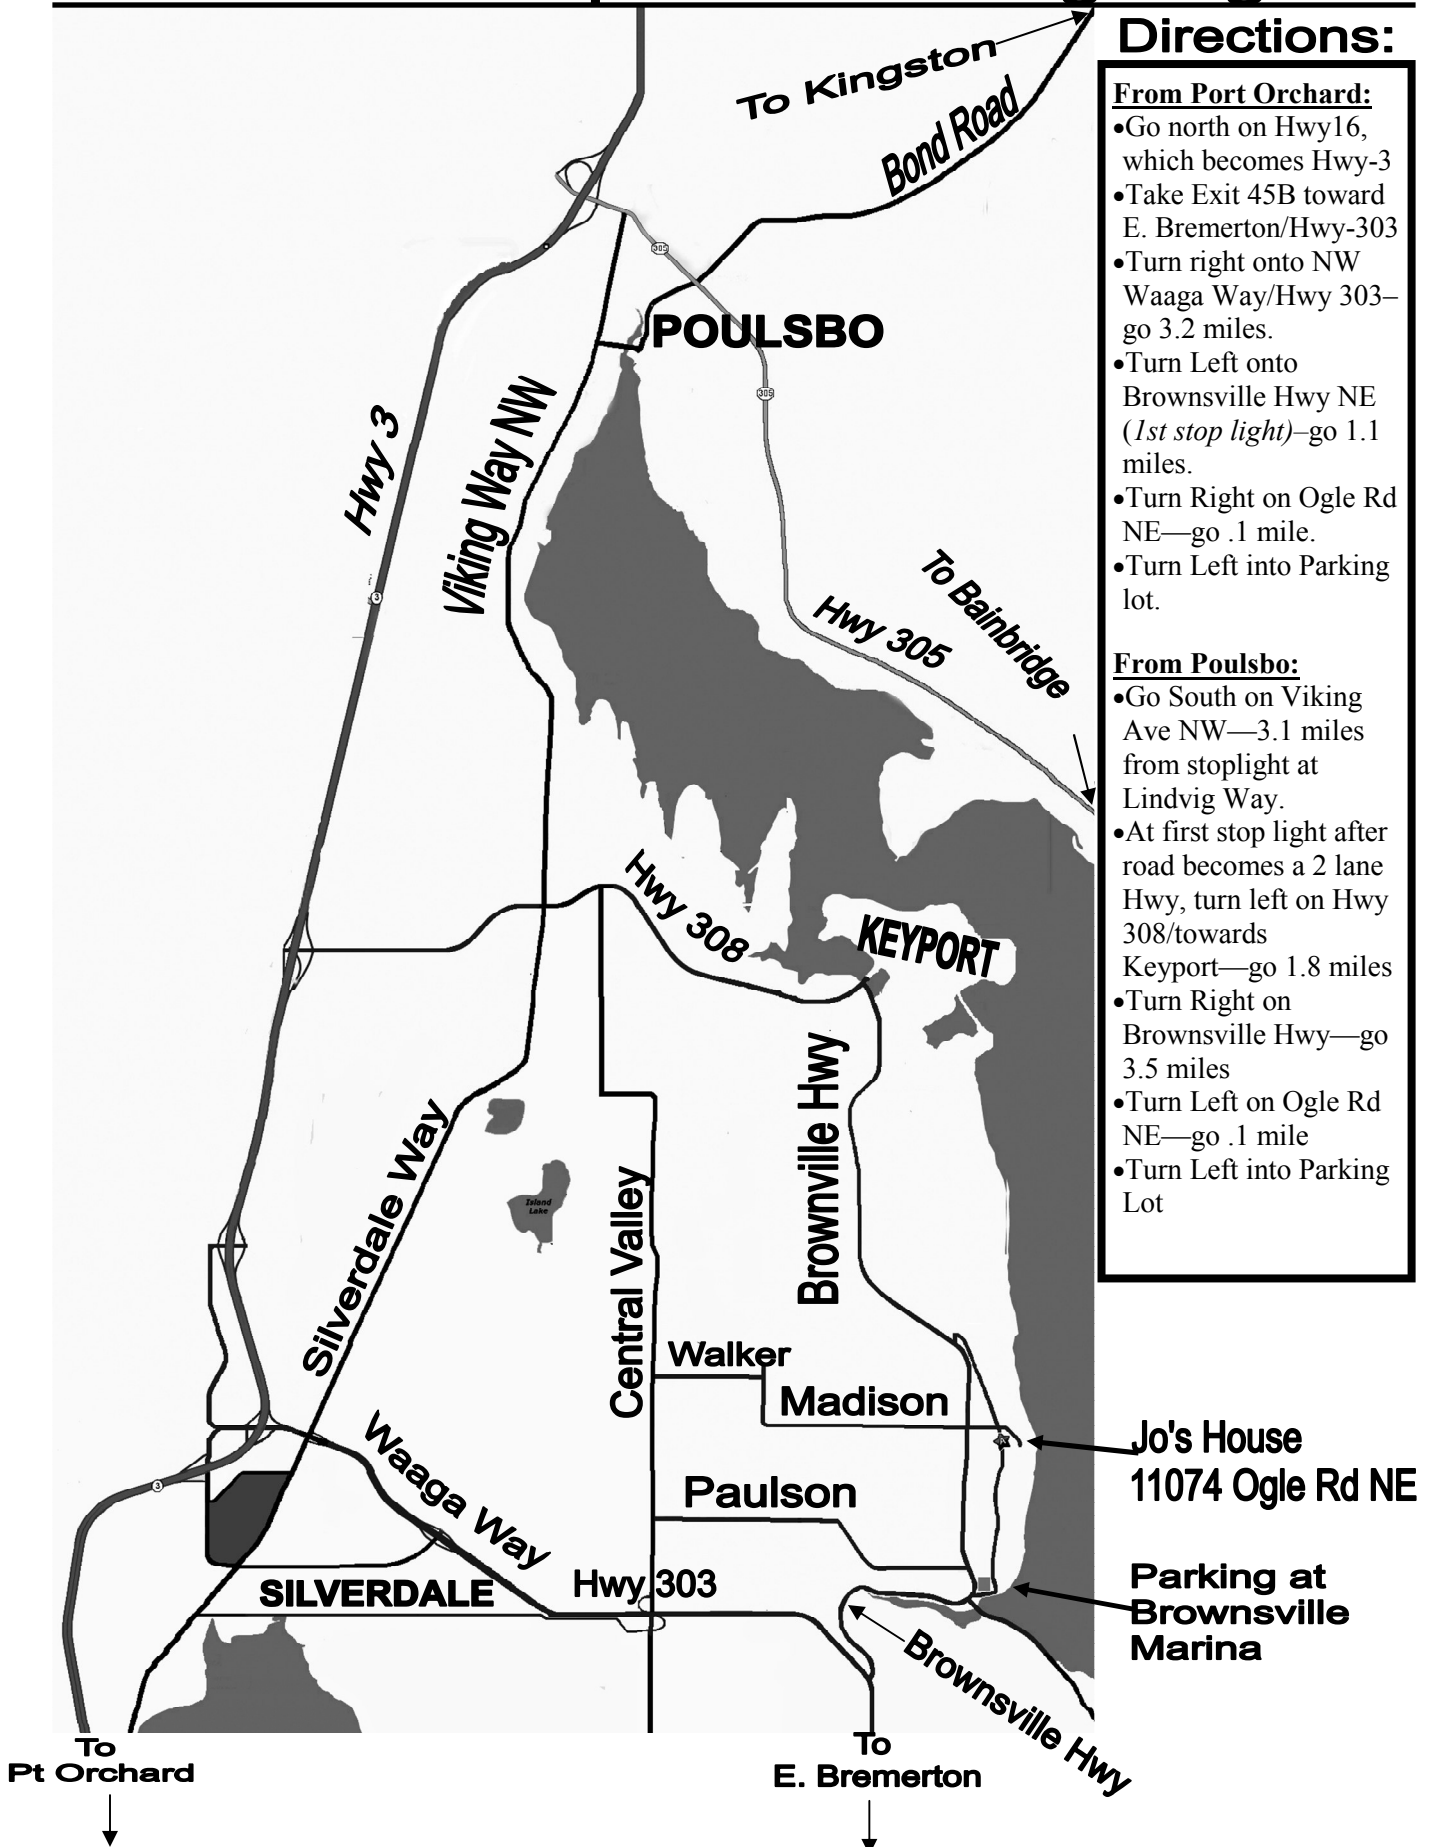 Directions:
From Port Orchard:
•Go north on Hwy16,
which becomes Hwy-3
•Take Exit 45B toward
E. Bremerton/Hwy-303
•Turn right onto NW
Waaga Way/Hwy 303–
go 3.2 miles.
•Turn Left onto
Brownsville Hwy NE
(1st stop light)–go 1.1
miles.
•Turn Right on Ogle Rd
NE—go .1 mile.
•Turn Left into Parking
lot.
From Poulsbo:
•Go South on Viking
Ave NW—3.1 miles
from stoplight at
Lindvig Way.
•At first stop light after
road becomes a 2 lane
Hwy, turn left on Hwy
308/towards
Keyport—go 1.8 miles
•Turn Right on
Brownsville Hwy—go
3.5 miles
•Turn Left on Ogle Rd
NE—go .1 mile
•Turn Left into Parking
Lot
To Kingston
Bond Road
305
POULSBO
305
Hwy 3
Viking Way NW
3
Hwy 305
To Bainbridge
Hwy 308
KEYPORT
Brownville Hwy
Silverdale Way
Island
Lake
Central Valley
Walker
Madison
Jo's House
11074 Ogle Rd NE
Waaga Way
Paulson
3
SILVERDALE
Hwy 303
Parking at
Brownsville
Marina
Brownsville Hwy
To
Pt Orchard
To
E. Bremerton